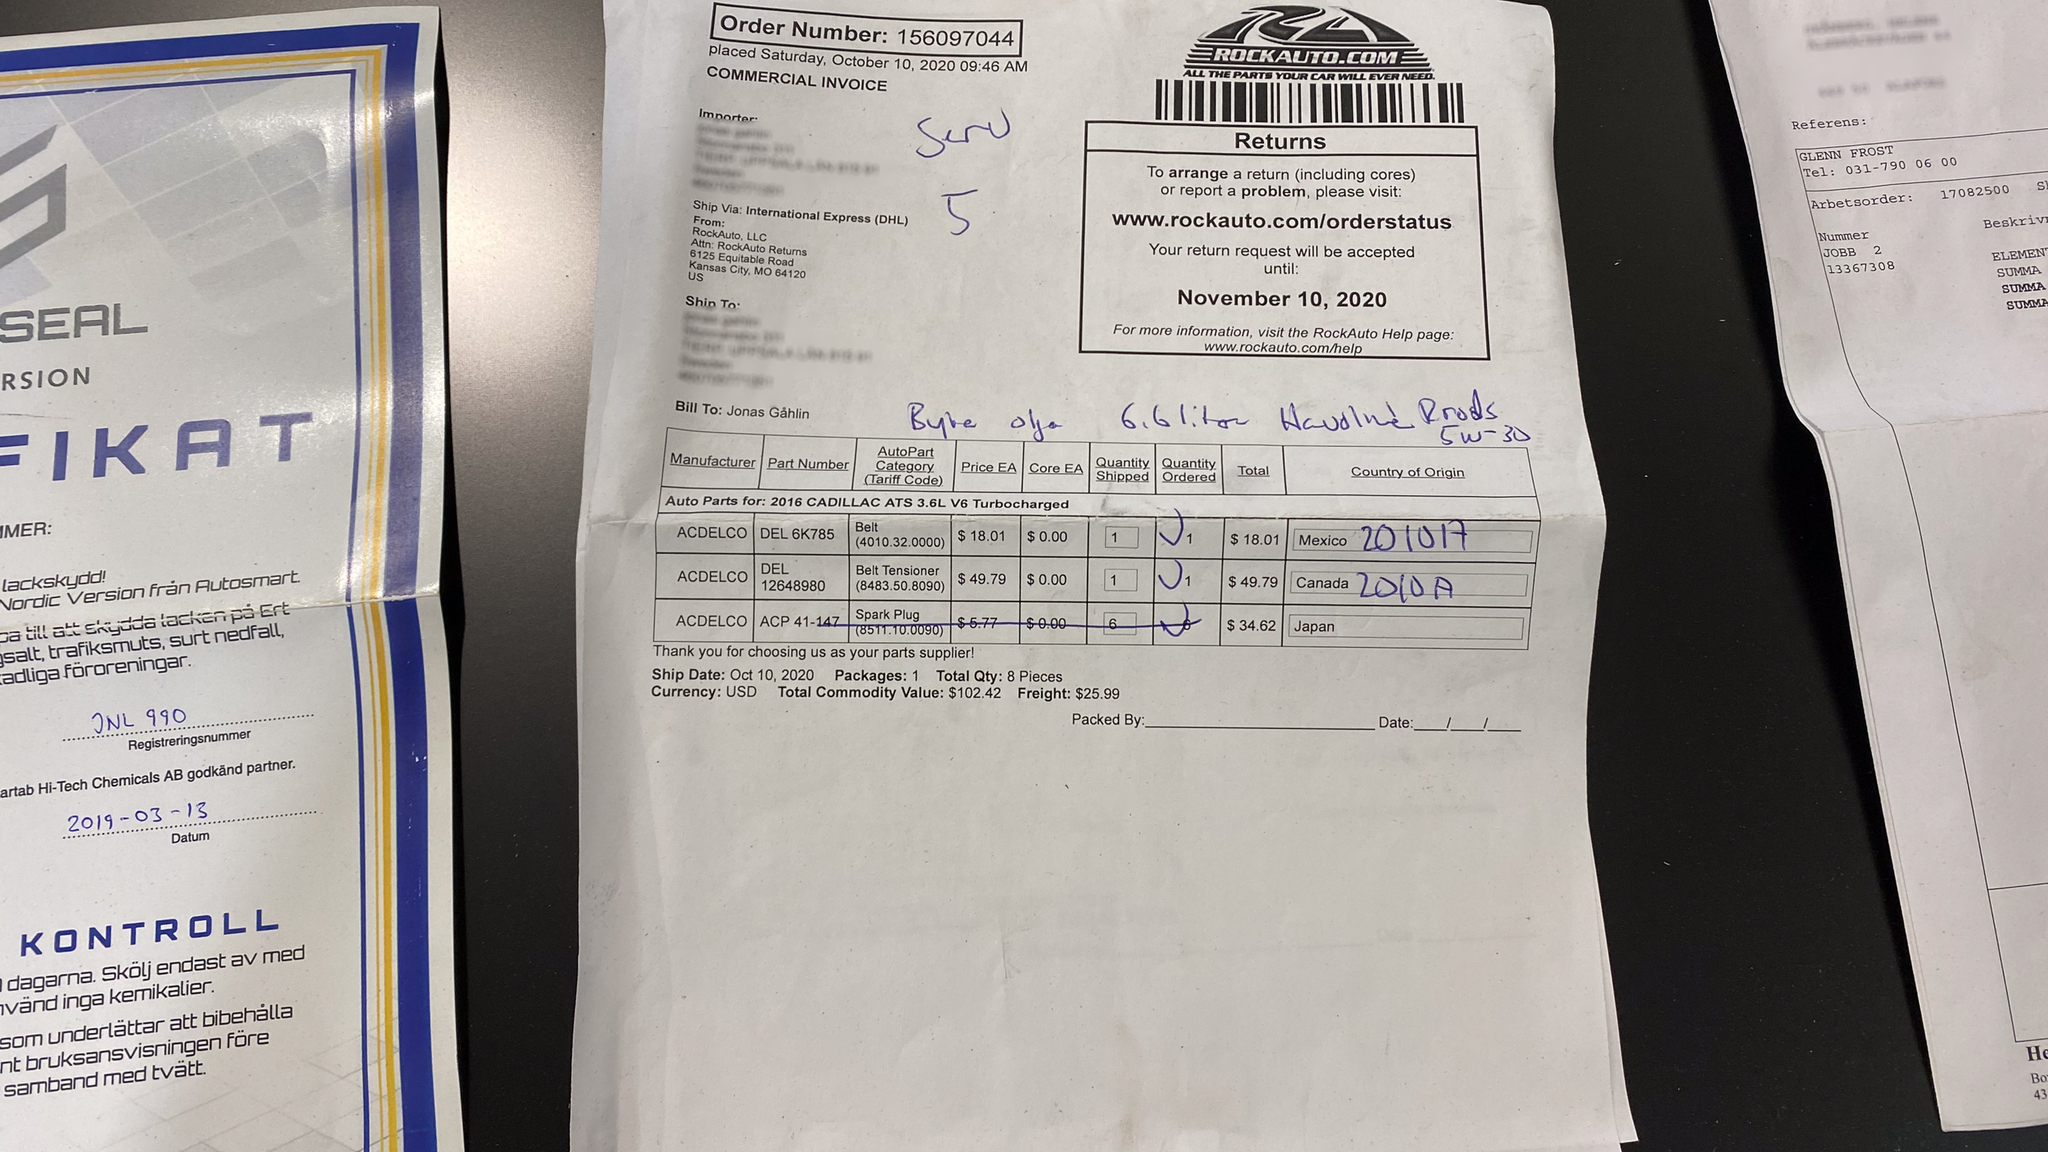 SEAL
RSION
FIKAT
MMER:
lackskydd!
Nordic Version från Autosmart.
pa till att skydda lacken på Ert
gsalt, trafiksmuts, surt nedfall,
adliga föroreningar.
JNL 990
Registreringsnummer
artab Hi-Tech Chemicals AB godkänd partner.
2019-03-13
Datum
KONTROLL
dagarna. Skölj endast av med
nvänd inga kemikalier.
som underlättar att bibehålla
nt bruksansvisningen före
samband med tvätt.
Order Number: 156097044
placed Saturday, October 10, 2020 09:46 AM
COMMERCIAL INVOICE
ROCKAUTO.COM
ALL THE PARTS YOUR CAR WILL EVER NEED.
Importer:
5
Ship Via: International Express (DHL)
From:
RockAuto, LLC
Attn: RockAuto Returns
6125 Equitable Road
Kansas City, MO 64120
US
Ship To:
Returns
To arrange a return (including cores)
or report a problem, please visit:
www.rockauto.com/orderstatus
Your return request will be accepted
until:
November 10, 2020
For more information, visit the RockAuto Help page:
www.rockauto.com/help
Bill To: Jonas Gåhlin
Byte olja 6.6 liter Havoline
5W-30
Manufacturer Part Number AutoPart Category (Tariff Code) Price EA Core EA Quantity Shipped Quantity Ordered Total Country of Origin
Auto Parts for: 2016 CADILLAC ATS 3.6L V6 Turbocharged
ACDELCO DEL 6K785 Belt (4010.32.0000) $ 18.01 $ 0.00 1 1 $ 18.01 Mexico 201017
ACDELCO DEL 12648980 Belt Tensioner (8483.50.8090) $ 49.79 $ 0.00 1 1 $ 49.79 Canada
ACDELCO ACP 41-147 Spark Plug (8511.10.0090) $ 5.77 $ 0.00 6 6 $ 34.62 Japan
Thank you for choosing us as your parts supplier!
Ship Date: Oct 10, 2020 Packages: 1 Total Qty: 8 Pieces
Currency: USD Total Commodity Value: $102.42 Freight: $25.99
Packed By: Date: / /
Referens:
GLENN FROST
Tel: 031-790 06 00
Arbetsorder: 17082500
Nummer Beskriv
JOBB 2
13367308 ELEMENT
SUMMA
SUMMA
SUMMA
He
Bo
43